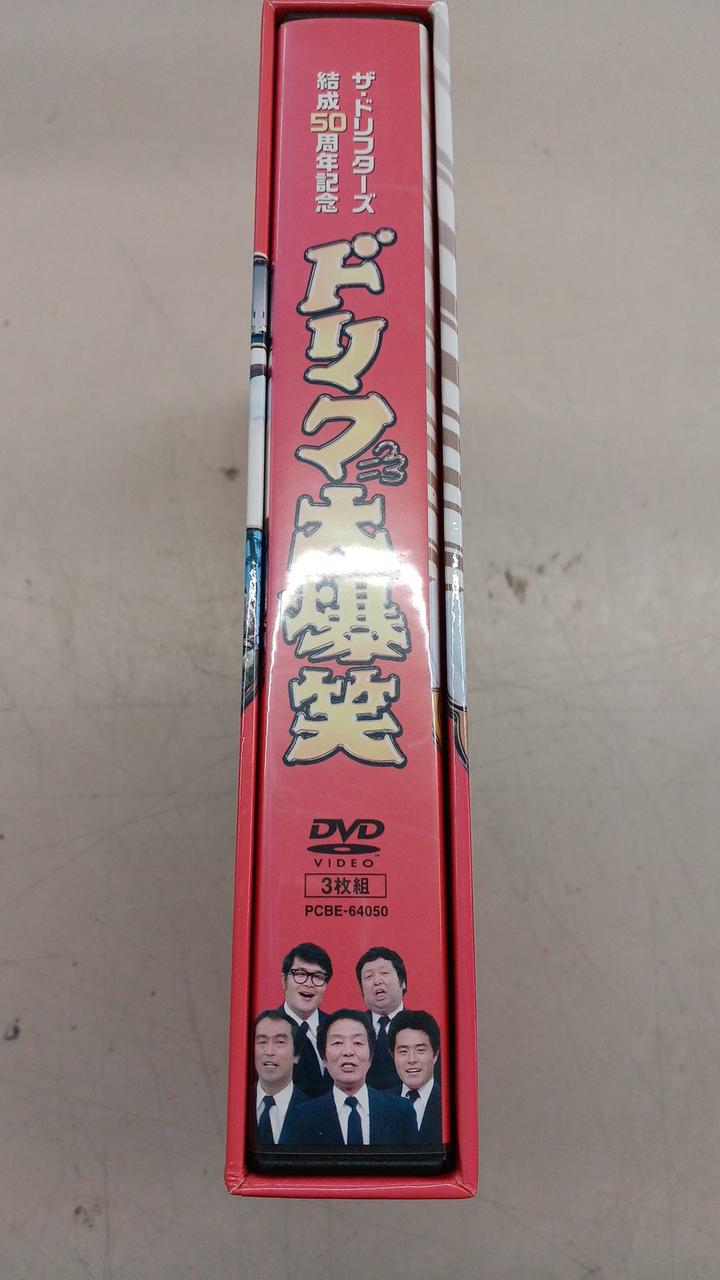 ザ・ドリフターズ
結成50周年記念
ドリフ大爆笑
DVD
VIDEO™
3枚組
PCBE-64050